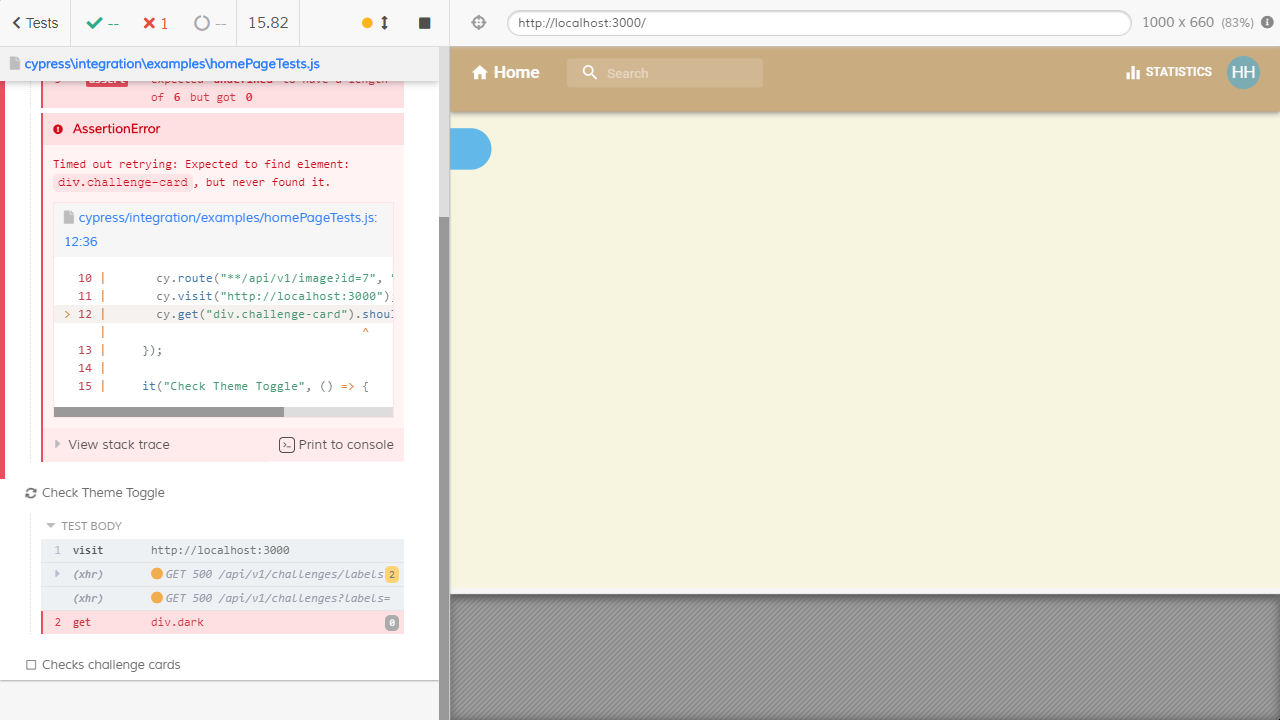 Tests
--
1
--
15.82
http://localhost:3000/
1000 x 660 (83%)
cypress\integration\examples\homePageTests.js
expected undefined to have a length
of 6 but got 0
AssertionError
Timed out retrying: Expected to find element:
div.challenge-card, but never found it.
cypress/integration/examples/homePageTests.js:
12:36
10 | cy.route("**/api/v1/image?id=7", "
11 | cy.visit("http://localhost:3000");
> 12 | cy.get("div.challenge-card").shoul
| ^
13 | });
14 |
15 | it("Check Theme Toggle", () => {
View stack trace
Print to console
Check Theme Toggle
TEST BODY
1 visit http://localhost:3000
(xhr) GET 500 /api/v1/challenges/labels 2
(xhr) GET 500 /api/v1/challenges?labels=
2 get div.dark 0
Checks challenge cards
Home
Search
STATISTICS
HH